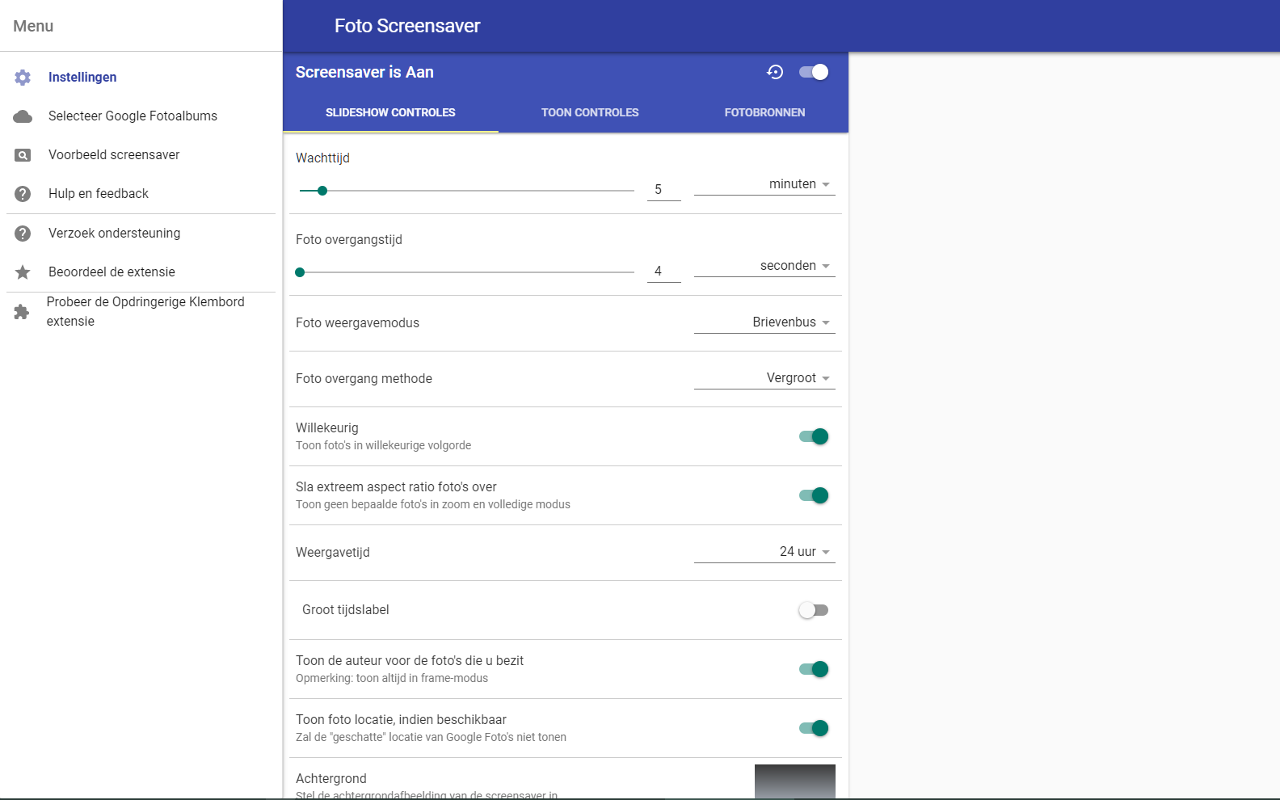 Menu
Foto Screensaver
Instellingen
Selecteer Google Fotoalbums
Voorbeeld screensaver
Hulp en feedback
Verzoek ondersteuning
Beoordeel de extensie
Probeer de Opdringerige Klembord
extensie
Screensaver is Aan
SLIDESHOW CONTROLES TOON CONTROLES FOTOBRONNEN
Wachttijd
5 minuten
Foto overgangstijd
4 seconden
Foto weergavemodus Brievenbus
Foto overgang methode Vergroot
Willekeurig
Toon foto's in willekeurige volgorde
Sla extreem aspect ratio foto's over
Toon geen bepaalde foto's in zoom en volledige modus
Weergavetijd 24 uur
Groot tijdslabel
Toon de auteur voor de foto's die u bezit
Opmerking: toon altijd in frame-modus
Toon foto locatie, indien beschikbaar
Zal de "geschatte" locatie van Google Foto's niet tonen
Achtergrond
Stel de achtergrondafbeelding van de screensaver in